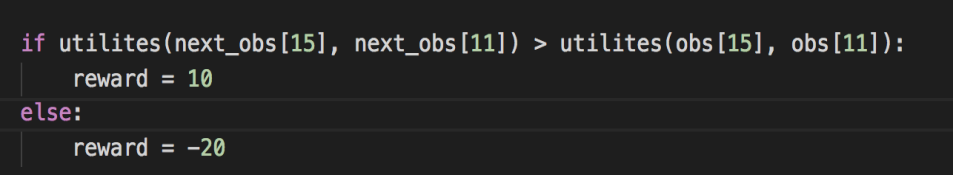 if utilites(next_obs[15], next_obs[11]) > utilites(obs[15], obs[11]):
    reward = 10
else:
    reward = -20